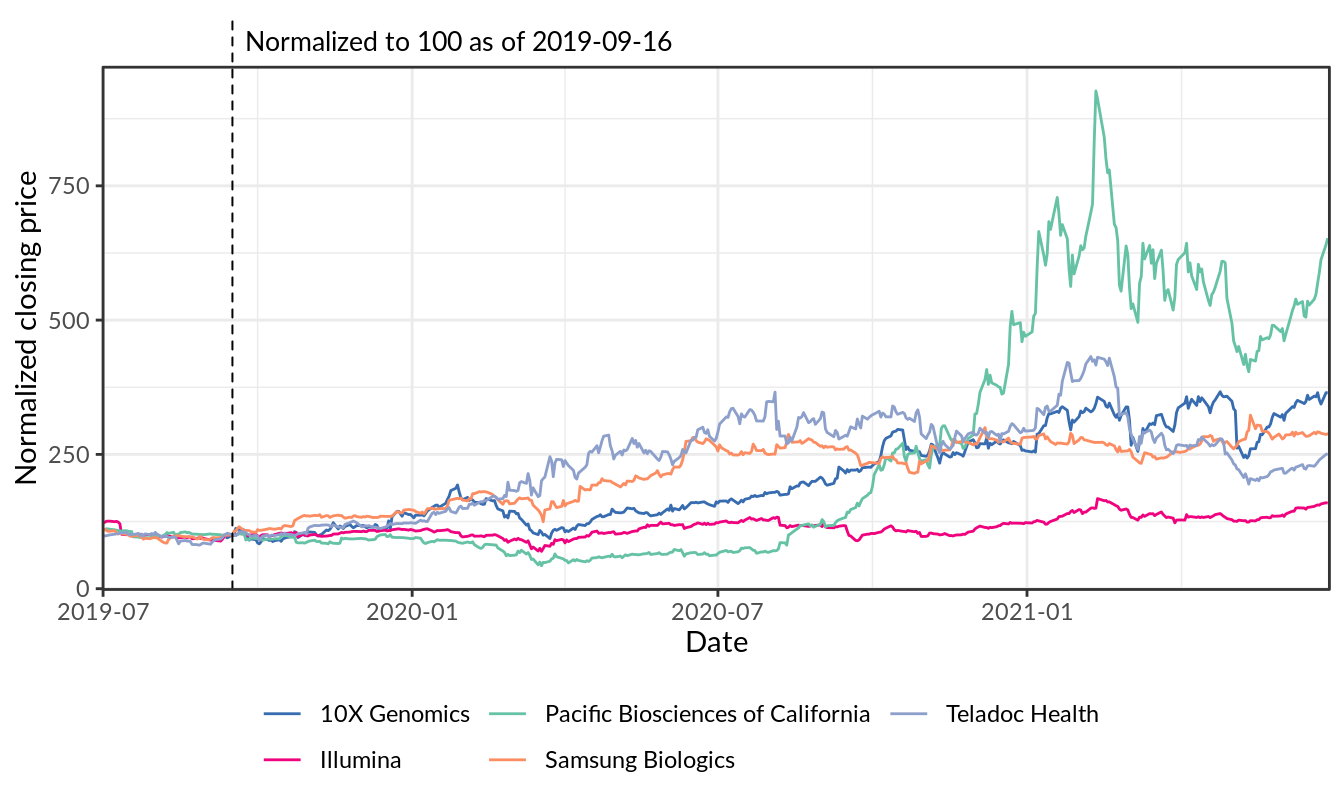 Normalized to 100 as of 2019-09-16
Normalized closing price
750
500
250
0
2019-07
2020-01
2020-07
2021-01
Date
10X Genomics
Pacific Biosciences of California
Teladoc Health
Illumina
Samsung Biologics